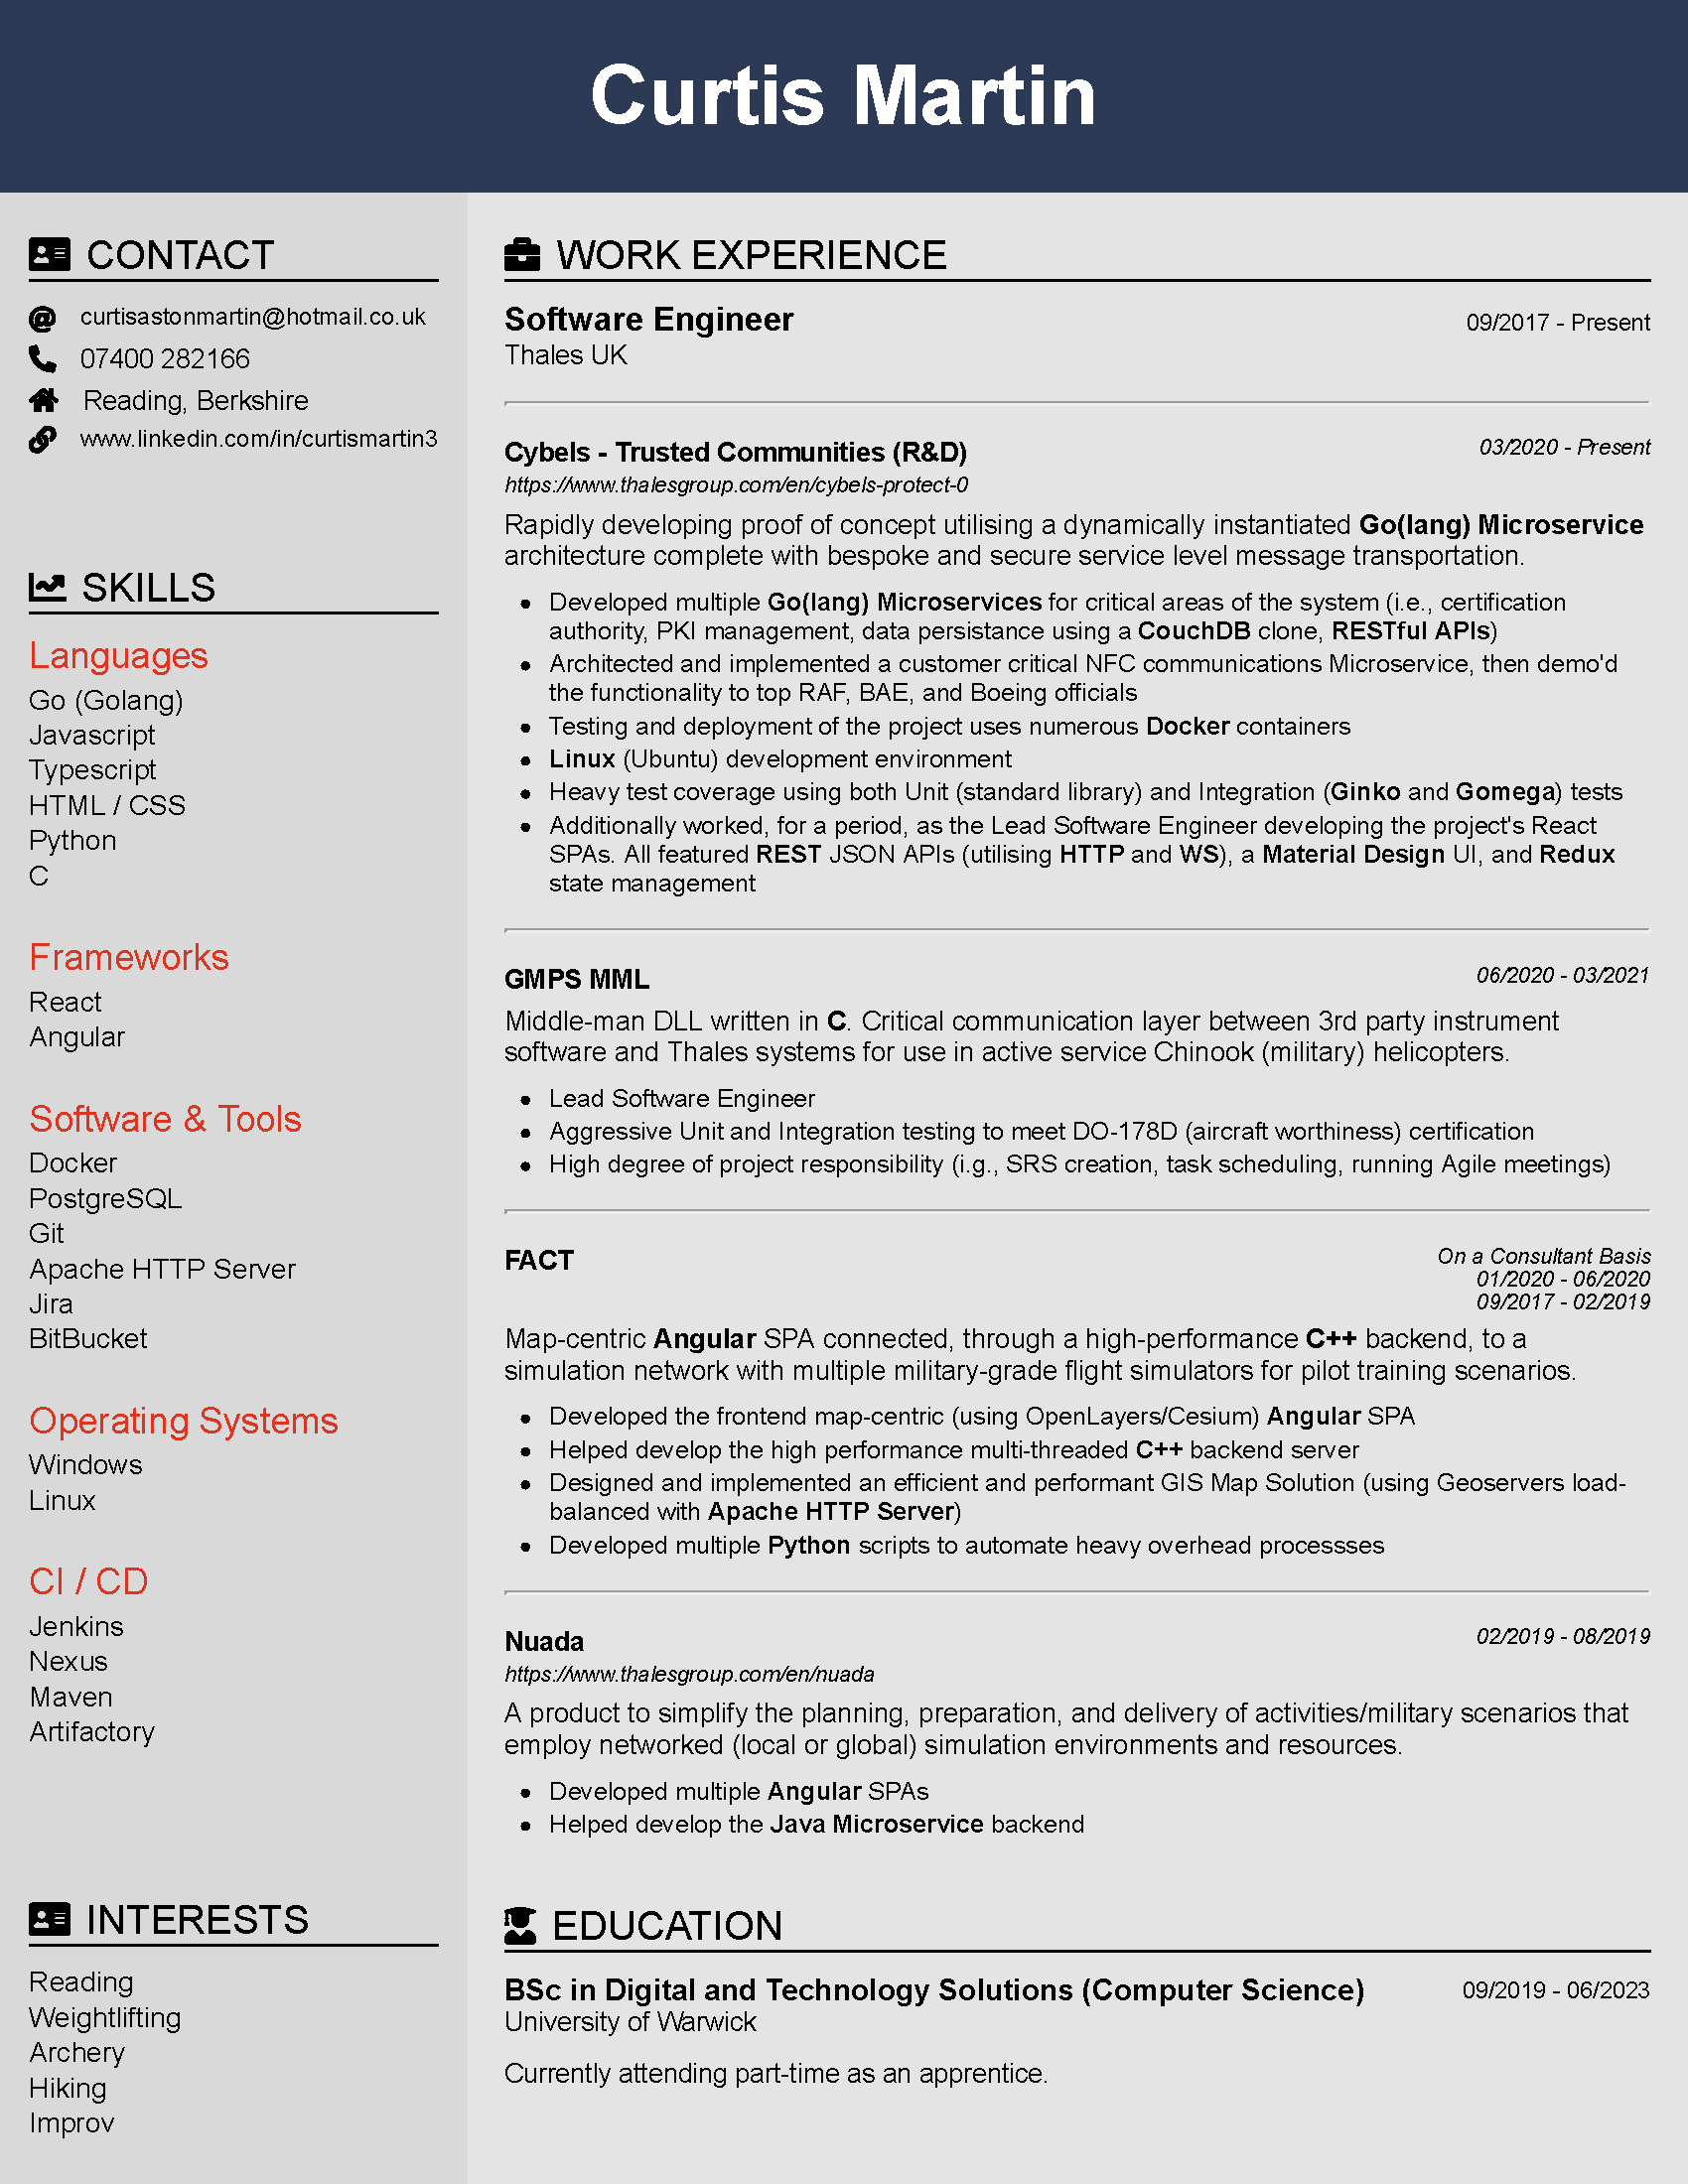 Curtis Martin
CONTACT
curtisastonmartin@hotmail.co.uk
07400 282166
Reading, Berkshire
www.linkedin.com/in/curtismartin3
SKILLS
Languages
Go (Golang)
Javascript
Typescript
HTML / CSS
Python
C
Frameworks
React
Angular
Software & Tools
Docker
PostgreSQL
Git
Apache HTTP Server
Jira
BitBucket
Operating Systems
Windows
Linux
CI / CD
Jenkins
Nexus
Maven
Artifactory
INTERESTS
Reading
Weightlifting
Archery
Hiking
Improv
WORK EXPERIENCE
Software Engineer 09/2017 - Present
Thales UK
Cybels - Trusted Communities (R&D) 03/2020 - Present
https://www.thalesgroup.com/en/cybels-protect-0
Rapidly developing proof of concept utilising a dynamically instantiated Go(lang) Microservice
architecture complete with bespoke and secure service level message transportation.
• Developed multiple Go(lang) Microservices for critical areas of the system (i.e., certification
authority, PKI management, data persistance using a CouchDB clone, RESTful APIs)
• Architected and implemented a customer critical NFC communications Microservice, then demo'd
the functionality to top RAF, BAE, and Boeing officials
• Testing and deployment of the project uses numerous Docker containers
• Linux (Ubuntu) development environment
• Heavy test coverage using both Unit (standard library) and Integration (Ginko and Gomega) tests
• Additionally worked, for a period, as the Lead Software Engineer developing the project's React
SPAs. All featured REST JSON APIs (utilising HTTP and WS), a Material Design UI, and Redux
state management
GMPS MML 06/2020 - 03/2021
Middle-man DLL written in C. Critical communication layer between 3rd party instrument
software and Thales systems for use in active service Chinook (military) helicopters.
• Lead Software Engineer
• Aggressive Unit and Integration testing to meet DO-178D (aircraft worthiness) certification
• High degree of project responsibility (i.g., SRS creation, task scheduling, running Agile meetings)
FACT On a Consultant Basis
01/2020 - 06/2020
09/2017 - 02/2019
Map-centric Angular SPA connected, through a high-performance C++ backend, to a
simulation network with multiple military-grade flight simulators for pilot training scenarios.
• Developed the frontend map-centric (using OpenLayers/Cesium) Angular SPA
• Helped develop the high performance multi-threaded C++ backend server
• Designed and implemented an efficient and performant GIS Map Solution (using Geoservers load-
balanced with Apache HTTP Server)
• Developed multiple Python scripts to automate heavy overhead processses
Nuada 02/2019 - 08/2019
https://www.thalesgroup.com/en/nuada
A product to simplify the planning, preparation, and delivery of activities/military scenarios that
employ networked (local or global) simulation environments and resources.
• Developed multiple Angular SPAs
• Helped develop the Java Microservice backend
EDUCATION
BSc in Digital and Technology Solutions (Computer Science) 09/2019 - 06/2023
University of Warwick
Currently attending part-time as an apprentice.